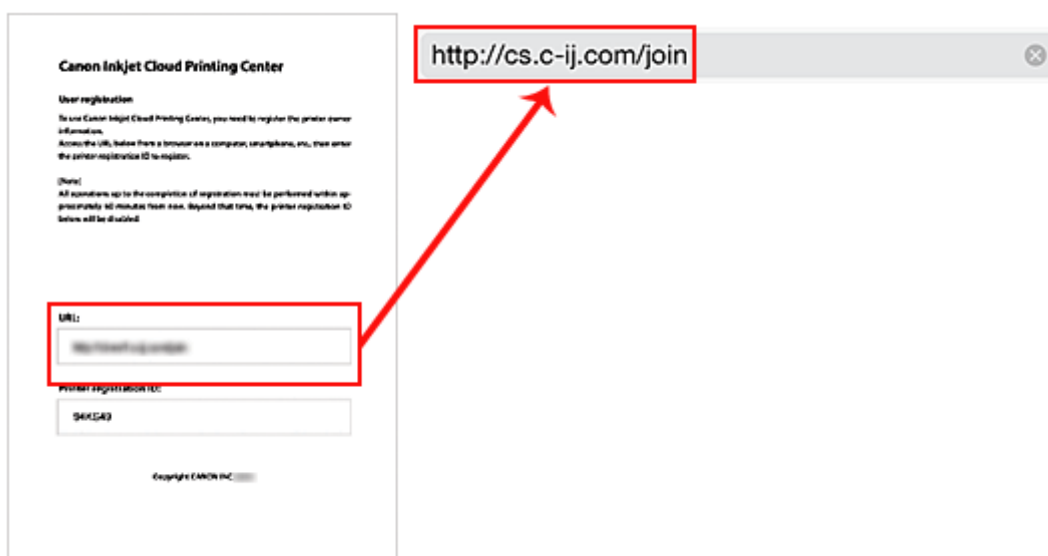 Canon Inkjet Cloud Printing Center
User registration
To use Canon Inkjet Cloud Printing Center, you need to register the printer owner
information.
Access the URL below from a browser on a computer, smartphone, etc., then enter
the printer registration ID to register.
[Note]
All operations up to the completion of registration must be performed within ap-
proximately 60 minutes from now. Beyond that time, the printer registration ID
below will be disabled
URL:
Printer registration ID:
Copyright CANON INC
http://cs.c-ij.com/join